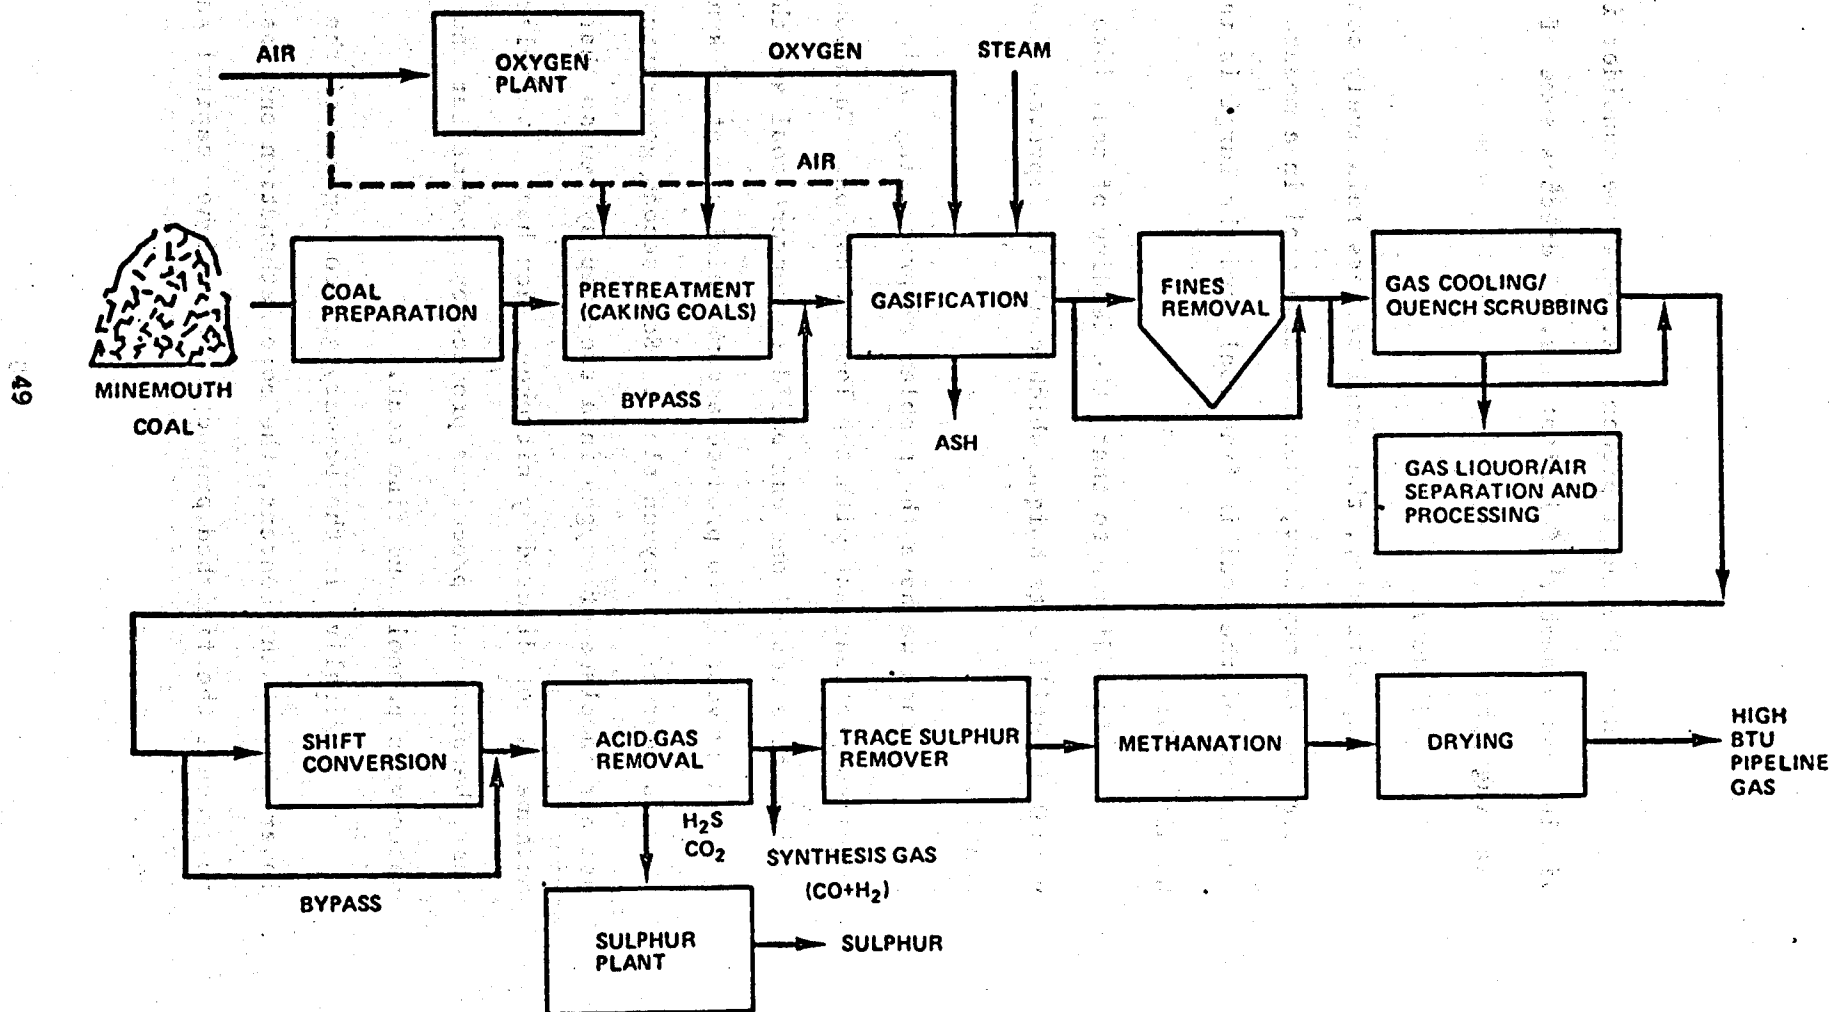 AIR
OXYGEN
PLANT
OXYGEN
STEAM
AIR
COAL
PREPARATION
PRETREATMENT
(CAKING COALS)
GASIFICATION
FINES
REMOVAL
GAS COOLING/
QUENCH SCRUBBING
MINEMOUTH
COAL
BYPASS
ASH
GAS LIQUOR/AIR
SEPARATION AND
PROCESSING
49
SHIFT
CONVERSION
ACID GAS
REMOVAL
TRACE SULPHUR
REMOVER
METHANATION
DRYING
HIGH
BTU
PIPELINE
GAS
H₂S
CO₂
SYNTHESIS GAS
(CO+H₂)
BYPASS
SULPHUR
PLANT
SULPHUR